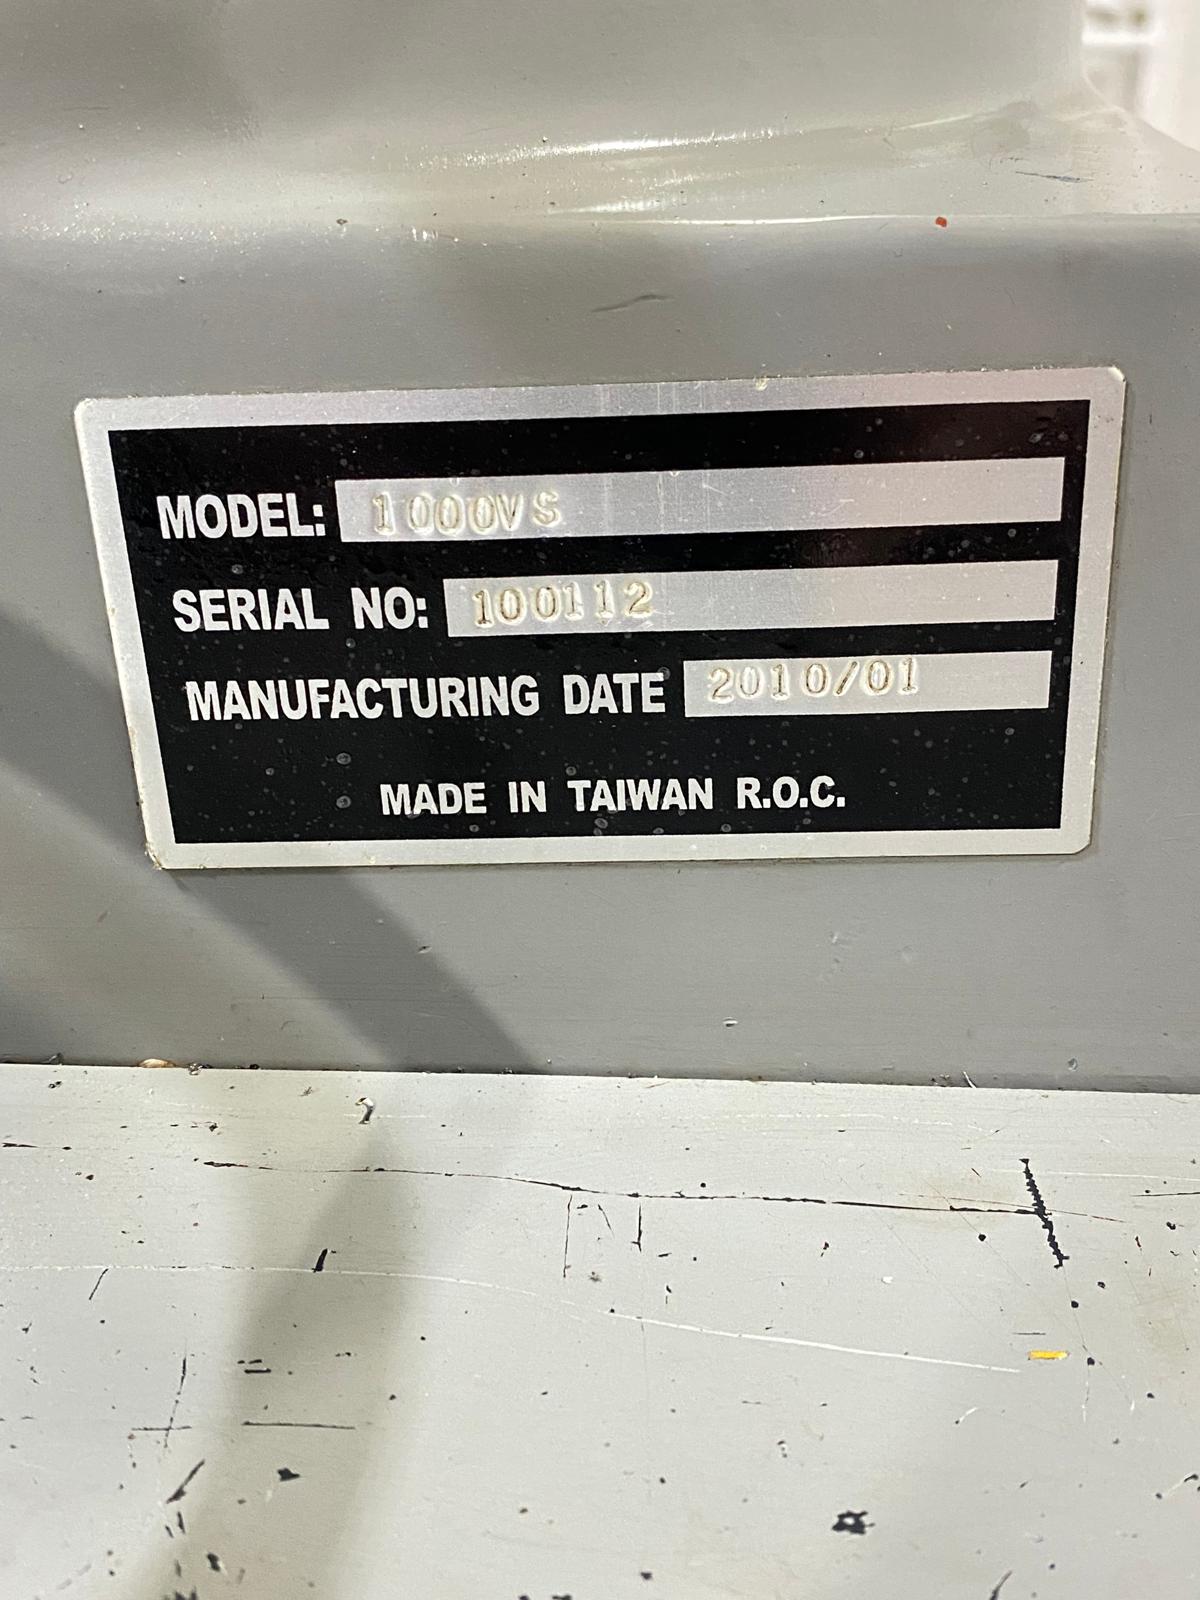 MODEL: 1000VS
SERIAL NO: 100112
MANUFACTURING DATE 2010/01
MADE IN TAIWAN R.O.C.